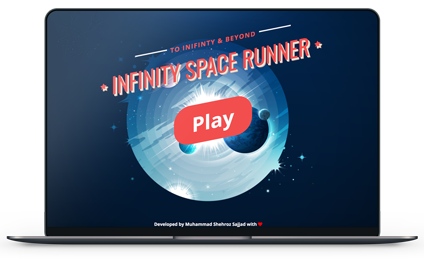 TO INIFINTY & BEYOND
INFINITY SPACE RUNNER
Play
Developed by Muhammad Shehroz Sajjad with ❤